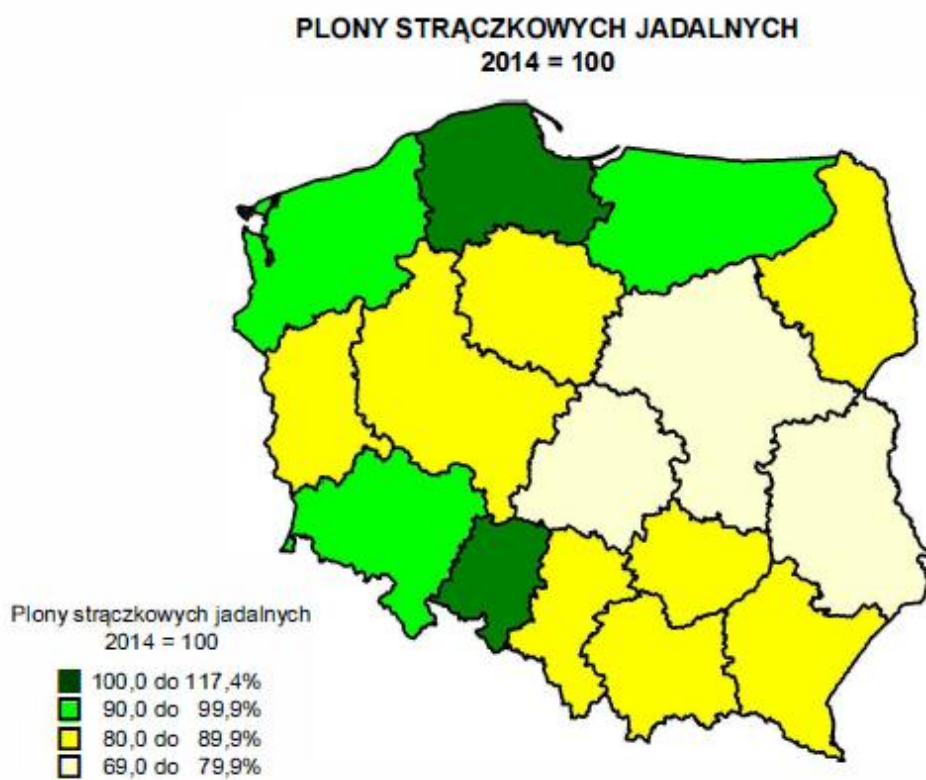 PLONY STRĄCZKOWYCH JADALNYCH
2014 = 100
Plony strączkowych jadalnych
2014 = 100
100,0 do 117,4%
90,0 do 99,9%
80,0 do 89,9%
69,0 do 79,9%